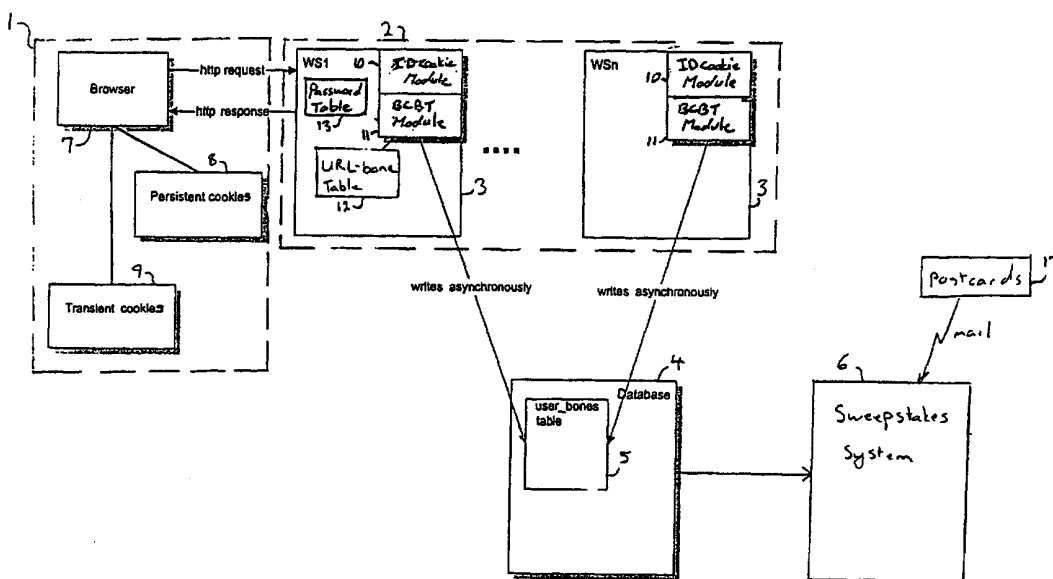 1
Browser
7
8
Persistent cookies
9
Transient cookies
http request
http response
2
WS1
10
IDcookie
Module
Password
Table
13
BCBT
Module
11
URL-bone
Table
12
3
....
WSn
10
IDcookie
Module
BCBT
Module
11
3
writes asynchronously
writes asynchronously
4
Database
user_bones
table
5
6
Sweepstakes
System
postcards
mail